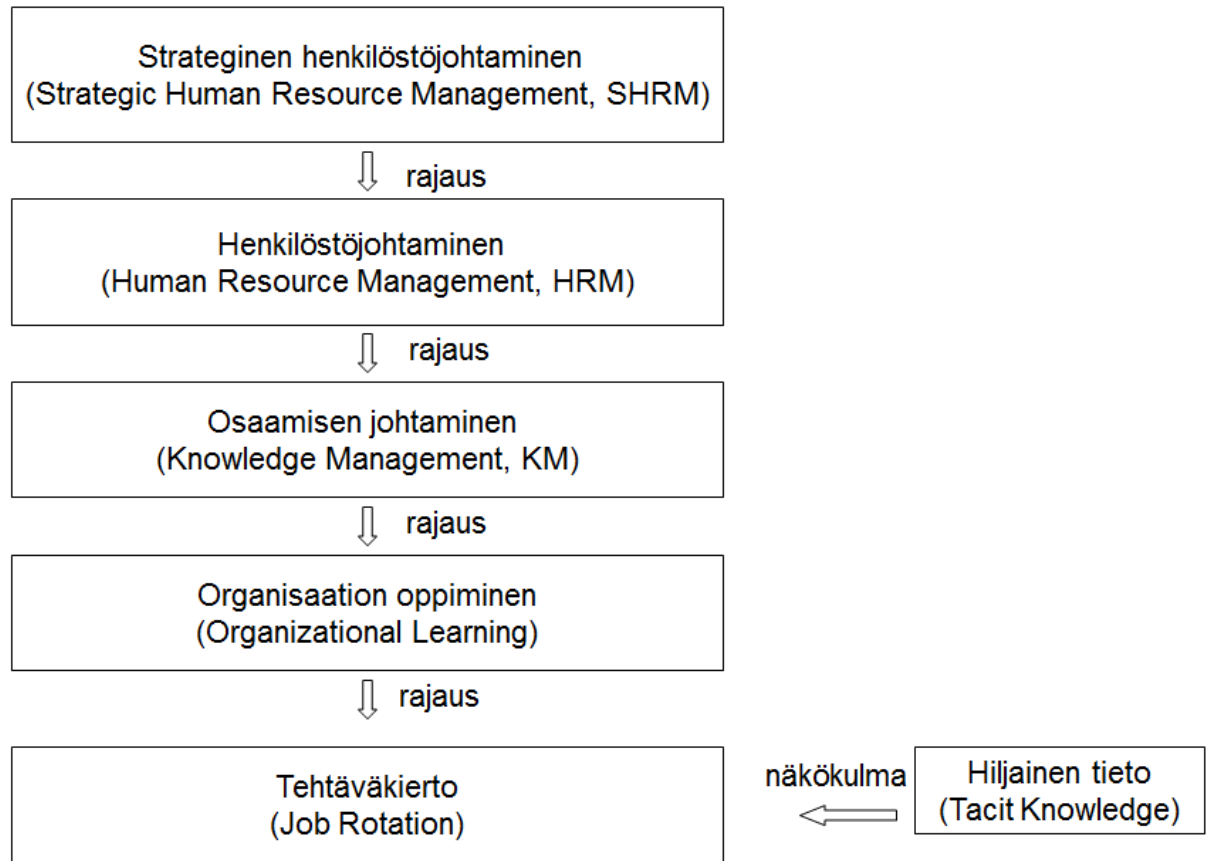 Strateginen henkilöstöjohtaminen
(Strategic Human Resource Management, SHRM)
rajaus
Henkilöstöjohtaminen
(Human Resource Management, HRM)
rajaus
Osaamisen johtaminen
(Knowledge Management, KM)
rajaus
Organisaation oppiminen
(Organizational Learning)
rajaus
Tehtäväkierto
(Job Rotation)
näkökulma
Hiljainen tieto
(Tacit Knowledge)